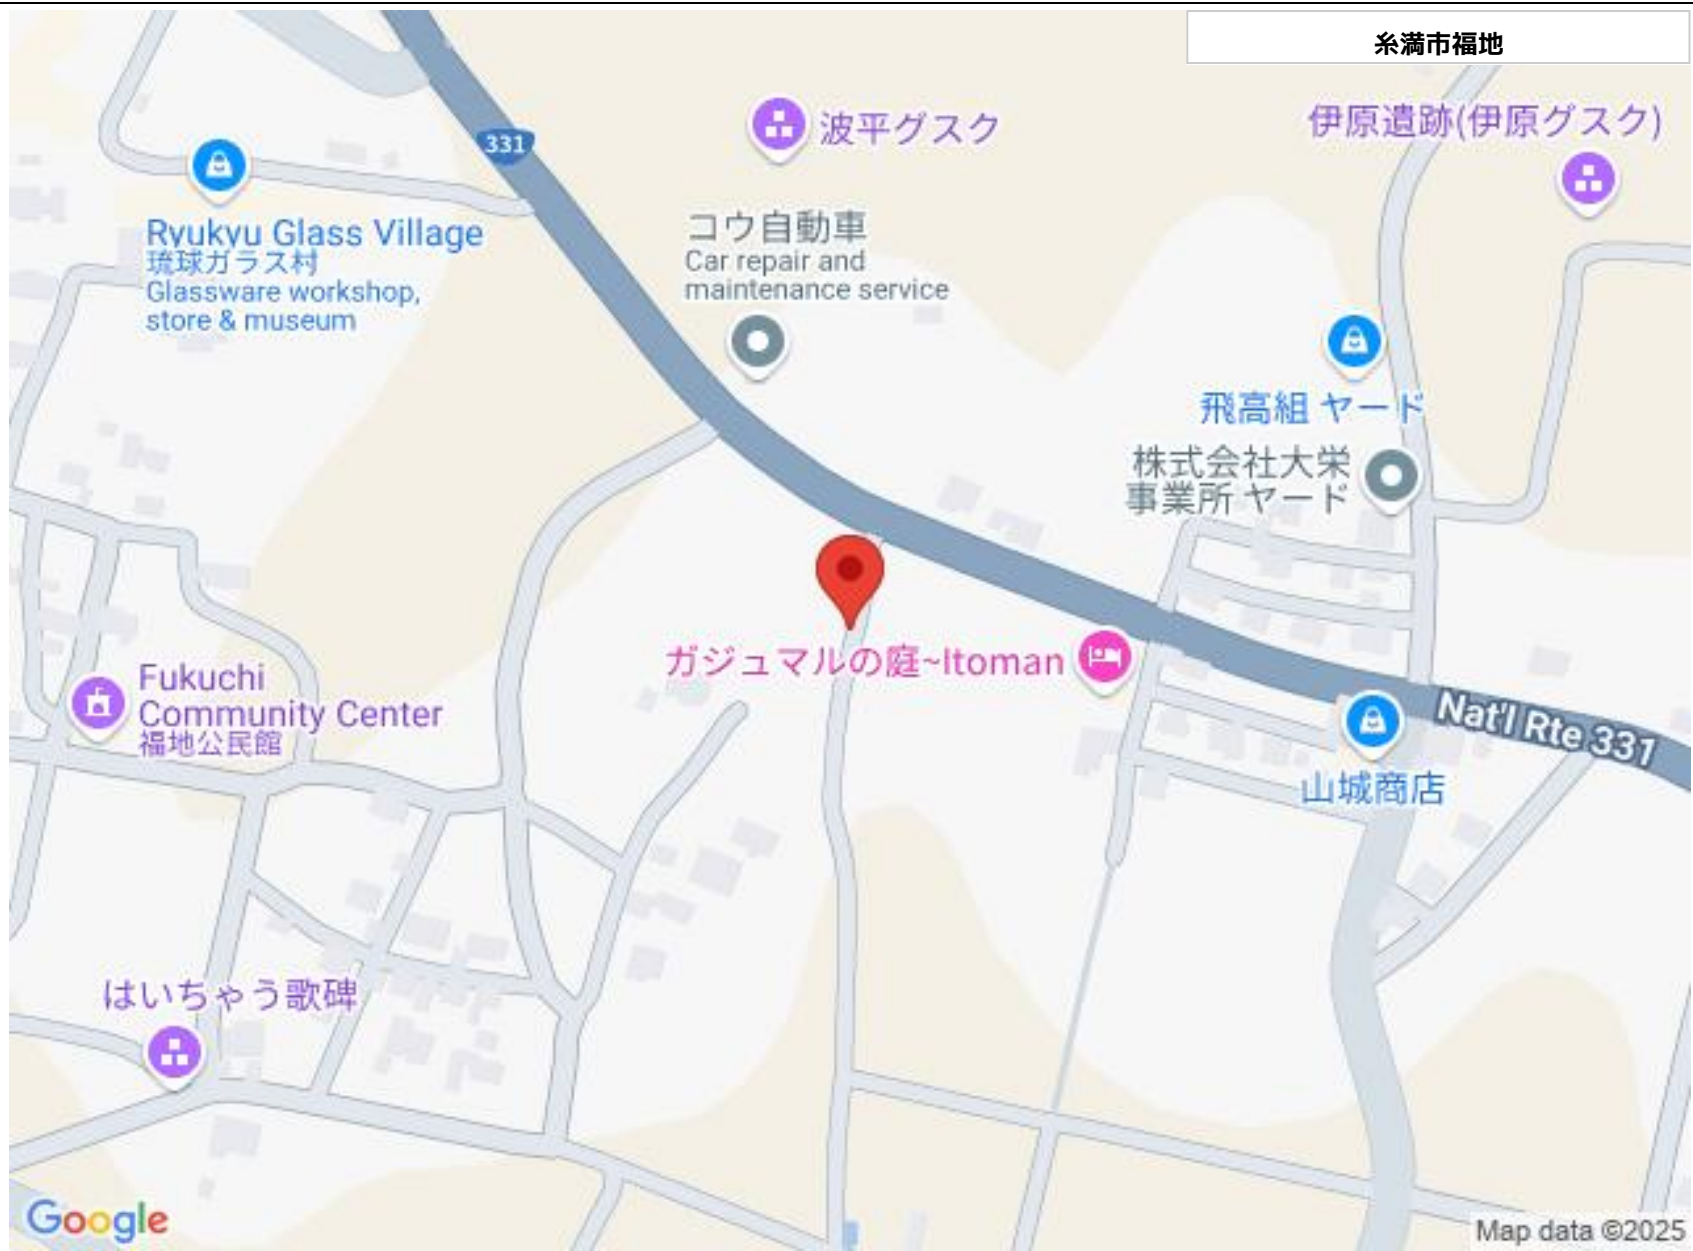 糸満市福地
波平グスク
伊原遺跡(伊原グスク)
331
Ryukyu Glass Village
琉球ガラス村
Glassware workshop,
store & museum
コウ自動車
Car repair and
maintenance service
飛高組 ヤード
株式会社大栄
事業所 ヤード
ガジュマルの庭~Itoman
Fukuchi
Community Center
福地公民館
Nat'l Rte 331
山城商店
はいちゃう歌碑
Google
Map data ©2025